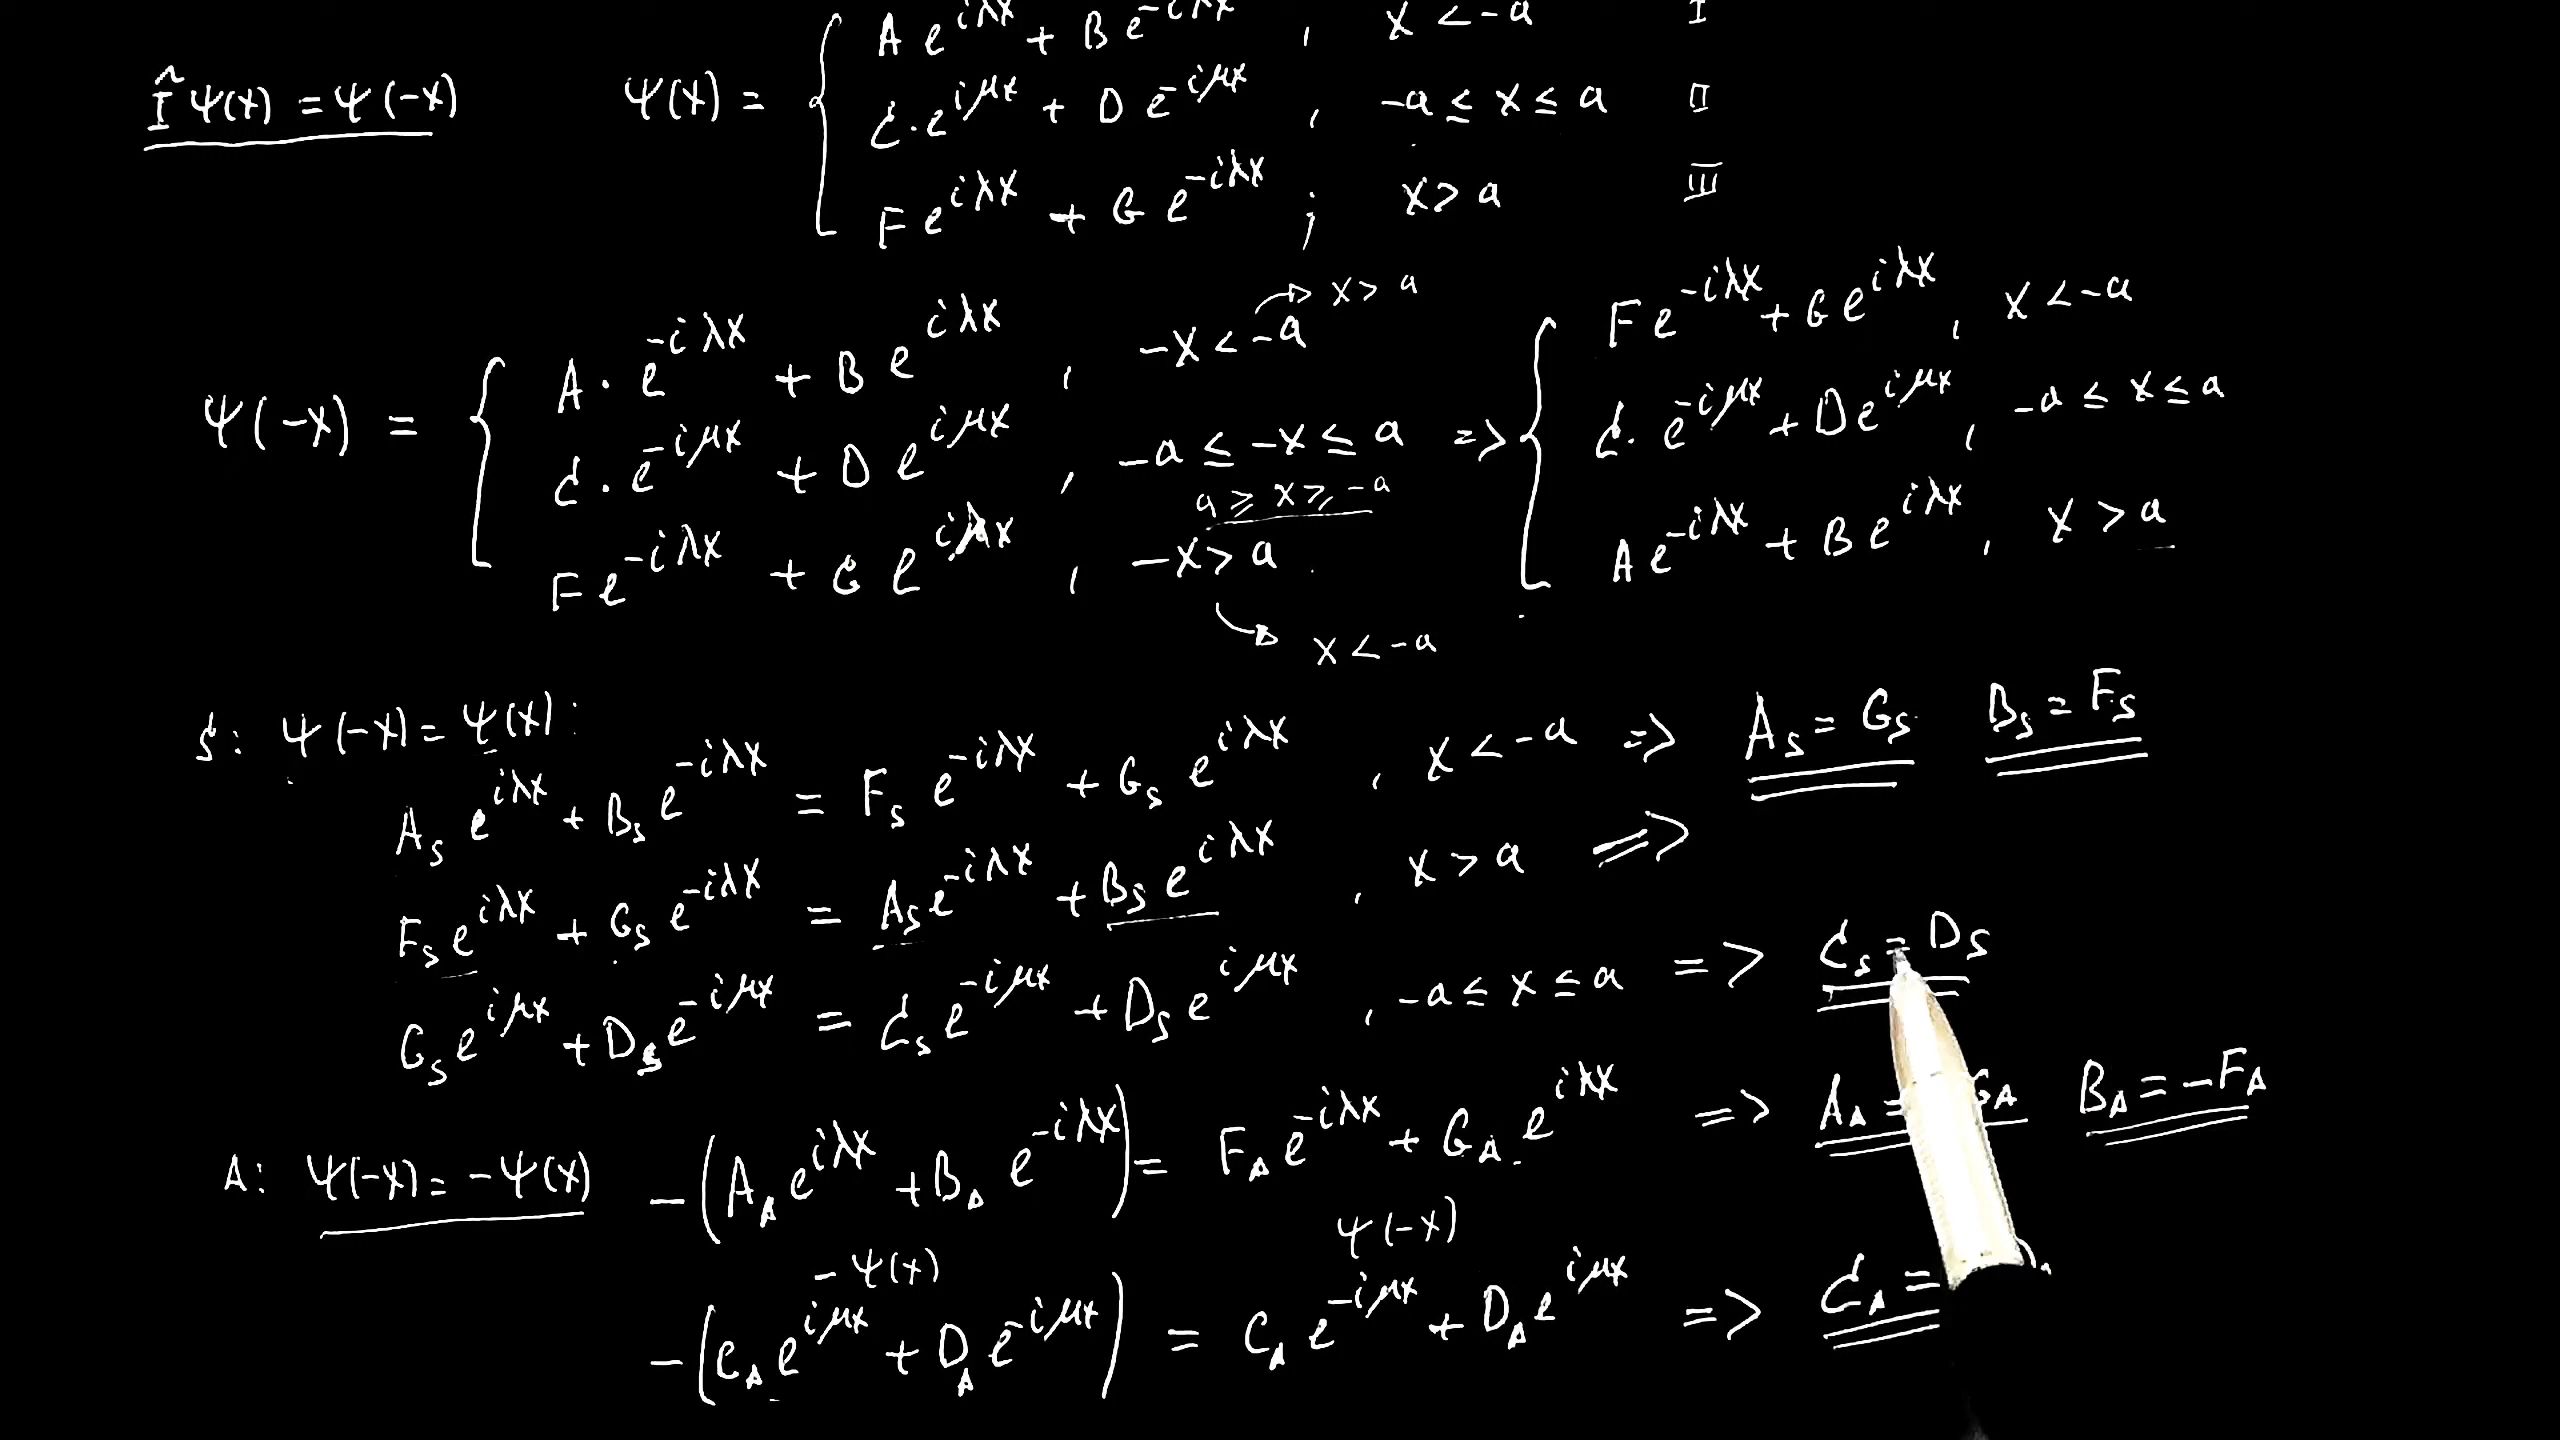 A e^{iλx} + B e^{-iλx} , x < -a I
Î ψ(x) = ψ(-x) ψ(x) = { C · e^{iμx} + D e^{-iμx} , -a ≤ x ≤ a II
F e^{iλx} + G e^{-iλx} ; x > a III
A · e^{-iλx} + B e^{iλx} , -x < -a → x > a
ψ(-x) = { C · e^{-iμx} + D e^{iμx} , -a ≤ -x ≤ a
a ≥ x ≥ -a
F e^{-iλx} + G e^{iλx} , -x > a
→ x < -a
=> { F e^{-iλx} + G e^{iλx} , x < -a
C · e^{-iμx} + D e^{iμx} , -a ≤ x ≤ a
A e^{-iλx} + B e^{iλx} , x > a
S: ψ(-x) = ψ(x) :
A_S e^{iλx} + B_S e^{-iλx} = F_S e^{-iλx} + G_S e^{iλx} , x < -a => A_S = G_S B_S = F_S
F_S e^{iλx} + G_S e^{-iλx} = A_S e^{-iλx} + B_S e^{iλx} , x > a =>
C_S e^{iμx} + D_S e^{-iμx} = C_S e^{-iμx} + D_S e^{iμx} , -a ≤ x ≤ a => C_S = D_S
A: ψ(-x) = -ψ(x) -(A_A e^{iλx} + B_A e^{-iλx}) = F_A e^{-iλx} + G_A e^{iλx} => A_A = G_A B_A = -F_A
-ψ(x) ψ(-x)
-(C_A e^{iμx} + D_A e^{-iμx}) = C_A e^{-iμx} + D_A e^{iμx} => C_A =